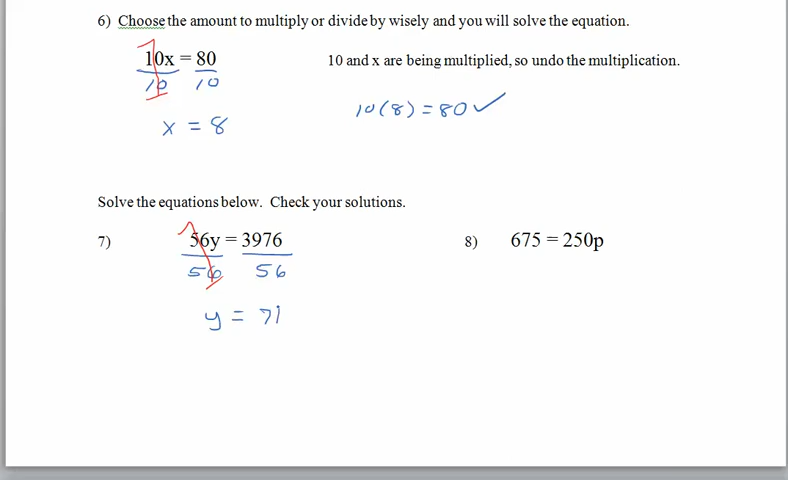 6) Choose the amount to multiply or divide by wisely and you will solve the equation.
10x = 80 10 and x are being multiplied, so undo the multiplication.
10 10
10(8) = 80 ✓
x = 8
Solve the equations below. Check your solutions.
7) 56y = 3976 8) 675 = 250p
56 56
y = 71